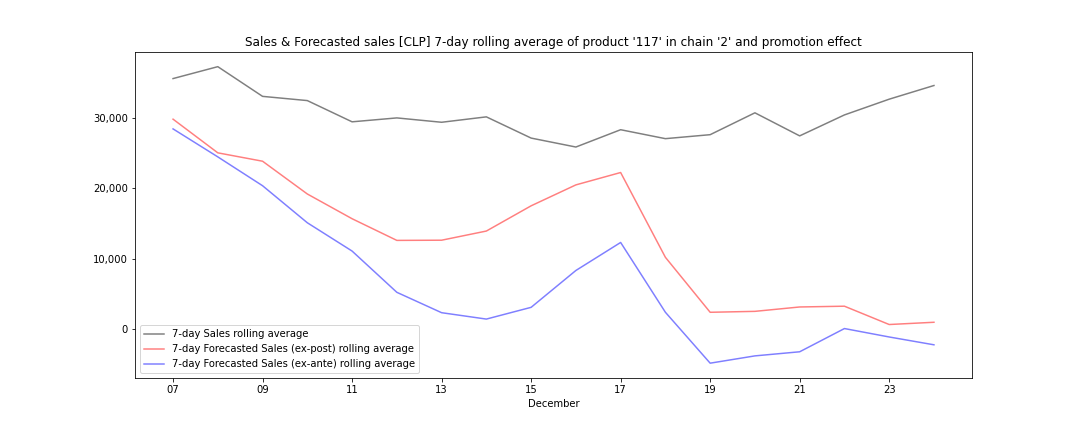 Sales & Forecasted sales [CLP] 7-day rolling average of product '117' in chain '2' and promotion effect
30,000
20,000
10,000
0
7-day Sales rolling average
7-day Forecasted Sales (ex-post) rolling average
7-day Forecasted Sales (ex-ante) rolling average
07 09 11 13 15 17 19 21 23
December